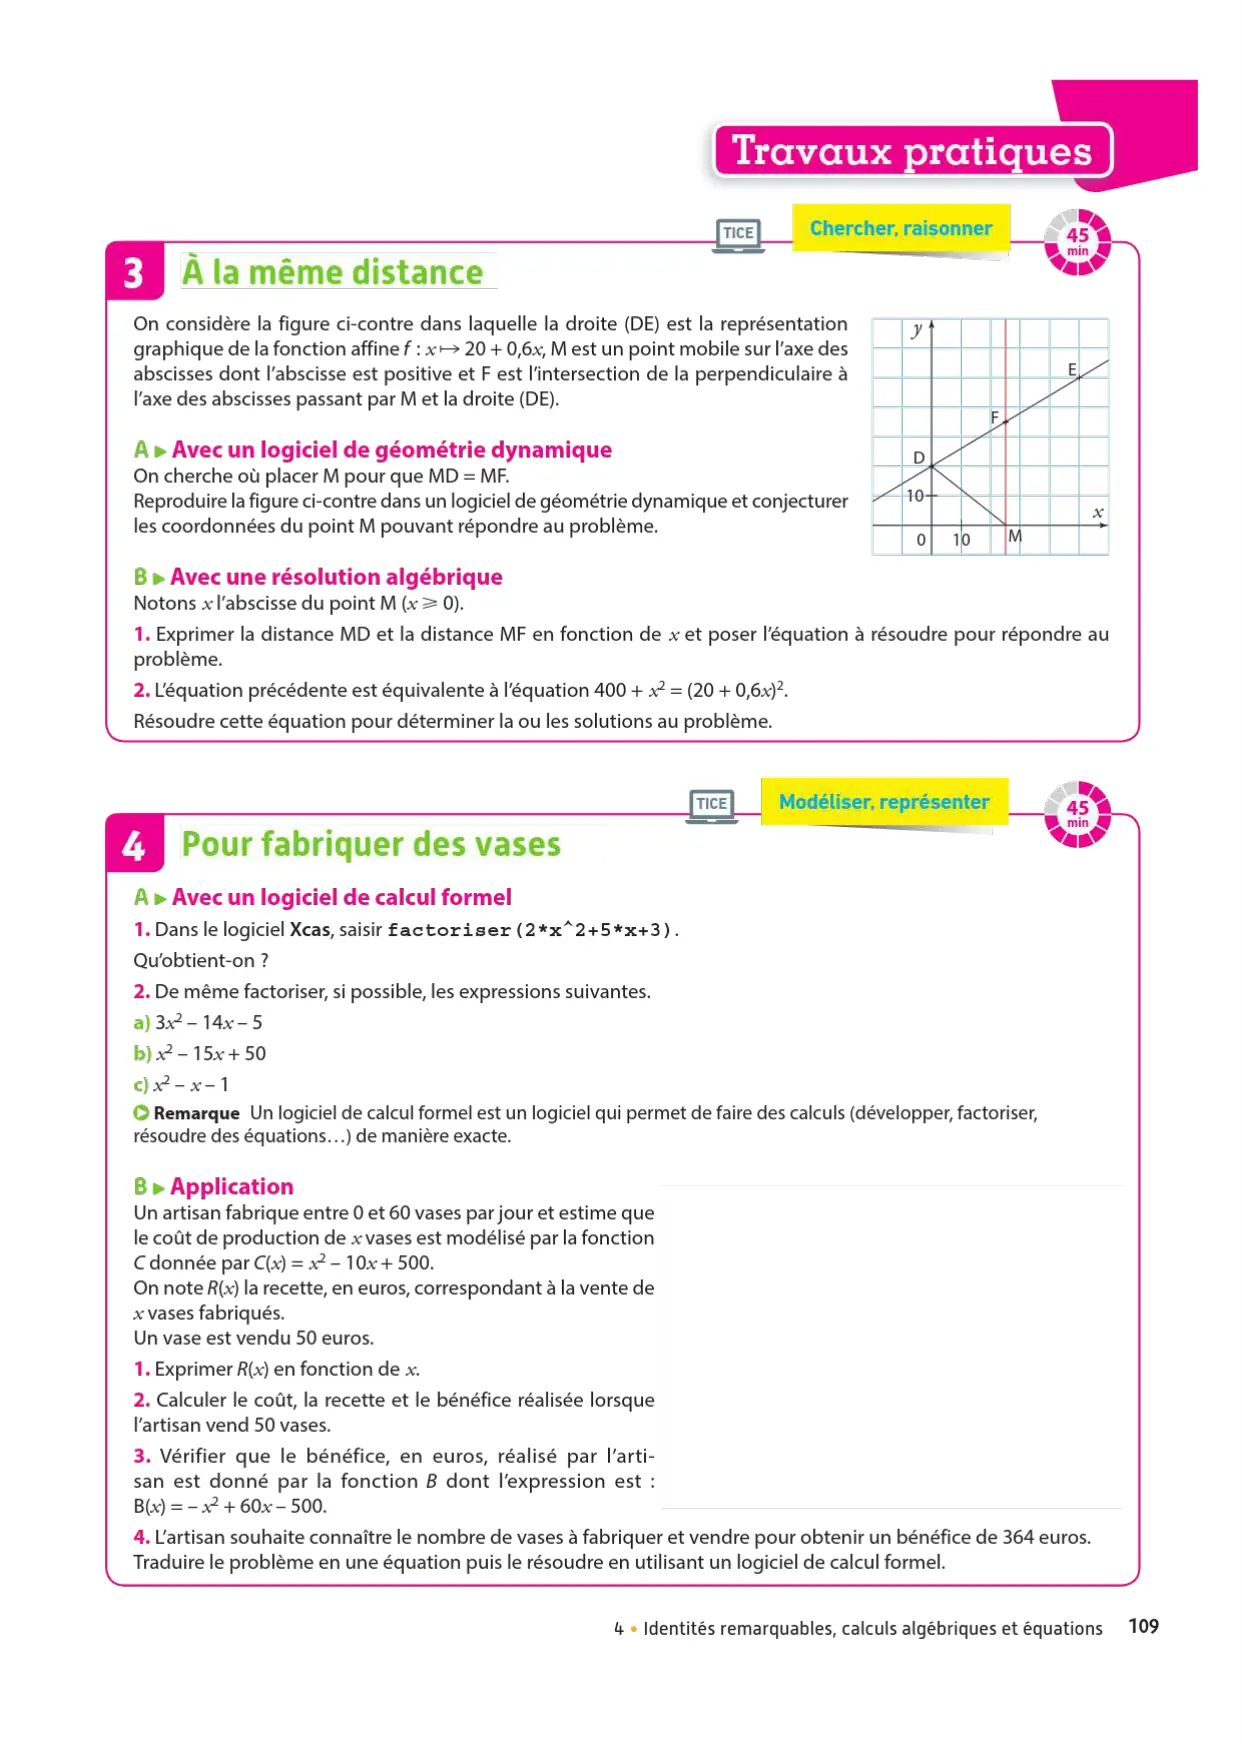 Travaux pratiques
TICE
Chercher, raisonner
45
min
3 À la même distance
On considère la figure ci-contre dans laquelle la droite (DE) est la représentation
graphique de la fonction affine f : x ↦ 20 + 0,6x, M est un point mobile sur l’axe des
abscisses dont l’abscisse est positive et F est l’intersection de la perpendiculaire à
l’axe des abscisses passant par M et la droite (DE).
y
E
F
D
10
x
0 10 M
A ▸ Avec un logiciel de géométrie dynamique
On cherche où placer M pour que MD = MF.
Reproduire la figure ci-contre dans un logiciel de géométrie dynamique et conjecturer
les coordonnées du point M pouvant répondre au problème.
B ▸ Avec une résolution algébrique
Notons x l’abscisse du point M (x ⩾ 0).
1. Exprimer la distance MD et la distance MF en fonction de x et poser l’équation à résoudre pour répondre au
problème.
2. L’équation précédente est équivalente à l’équation 400 + x² = (20 + 0,6x)².
Résoudre cette équation pour déterminer la ou les solutions au problème.
TICE
Modéliser, représenter
45
min
4 Pour fabriquer des vases
A ▸ Avec un logiciel de calcul formel
1. Dans le logiciel Xcas, saisir factoriser(2*x^2+5*x+3).
Qu’obtient-on ?
2. De même factoriser, si possible, les expressions suivantes.
a) 3x² – 14x – 5
b) x² – 15x + 50
c) x² – x – 1
Remarque Un logiciel de calcul formel est un logiciel qui permet de faire des calculs (développer, factoriser,
résoudre des équations…) de manière exacte.
B ▸ Application
Un artisan fabrique entre 0 et 60 vases par jour et estime que
le coût de production de x vases est modélisé par la fonction
C donnée par C(x) = x² – 10x + 500.
On note R(x) la recette, en euros, correspondant à la vente de
x vases fabriqués.
Un vase est vendu 50 euros.
1. Exprimer R(x) en fonction de x.
2. Calculer le coût, la recette et le bénéfice réalisée lorsque
l’artisan vend 50 vases.
3. Vérifier que le bénéfice, en euros, réalisé par l’arti-
san est donné par la fonction B dont l’expression est :
B(x) = – x² + 60x – 500.
4. L’artisan souhaite connaître le nombre de vases à fabriquer et vendre pour obtenir un bénéfice de 364 euros.
Traduire le problème en une équation puis le résoudre en utilisant un logiciel de calcul formel.
4 • Identités remarquables, calculs algébriques et équations 109